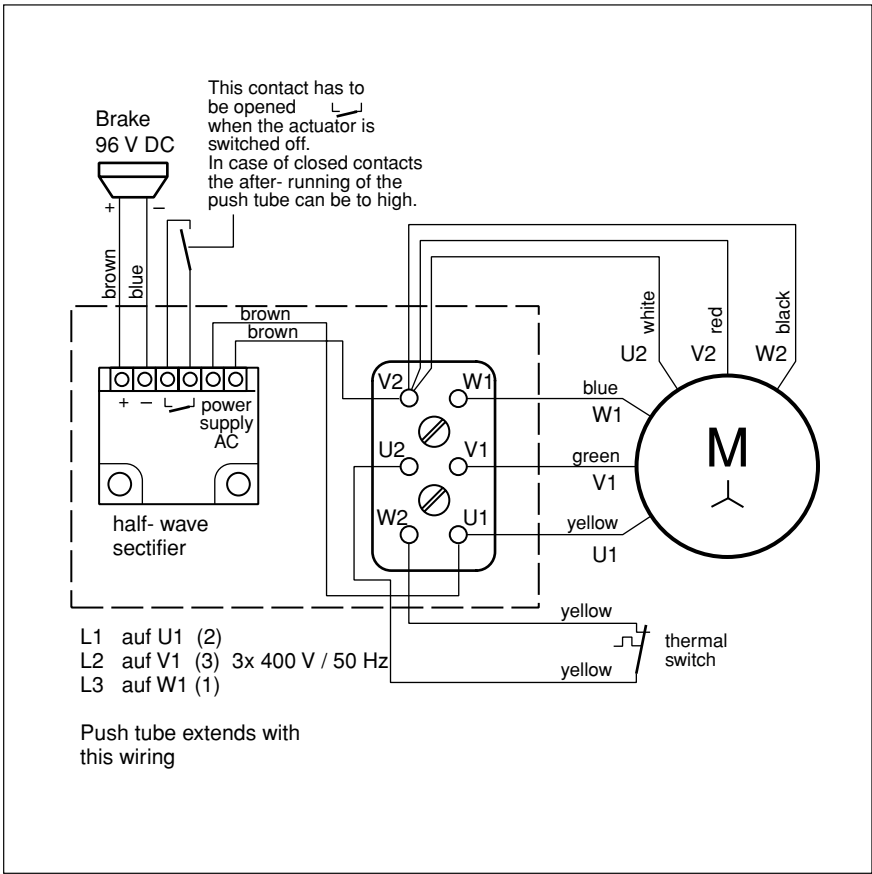 This contact has to
be opened
when the actuator is
switched off.
In case of closed contacts
the after- running of the
push tube can be to high.
Brake
96 V DC
+ −
brown
blue
brown
brown
white
red
black
U2 V2 W2
V2 W1
blue
W1
+ − power
supply
AC
M
U2 V1
green
V1
W2 U1
yellow
U1
half- wave
sectifier
yellow
thermal
switch
yellow
L1 auf U1 (2)
L2 auf V1 (3) 3x 400 V / 50 Hz
L3 auf W1 (1)
Push tube extends with
this wiring